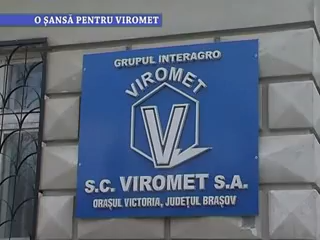 O ŞANSĂ PENTRU VIROMET
GRUPUL INTERAGRO
VIROMET
V
S.C. VIROMET S.A.
ORAŞUL VICTORIA, JUDEŢUL BRAŞOV